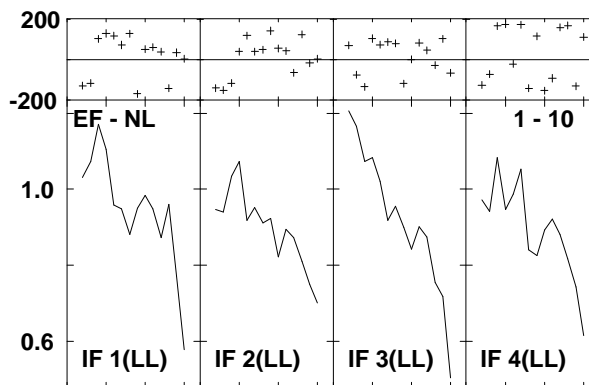 200
-200
EF - NL 1 - 10
1.0
0.6
IF 1(LL) IF 2(LL) IF 3(LL) IF 4(LL)